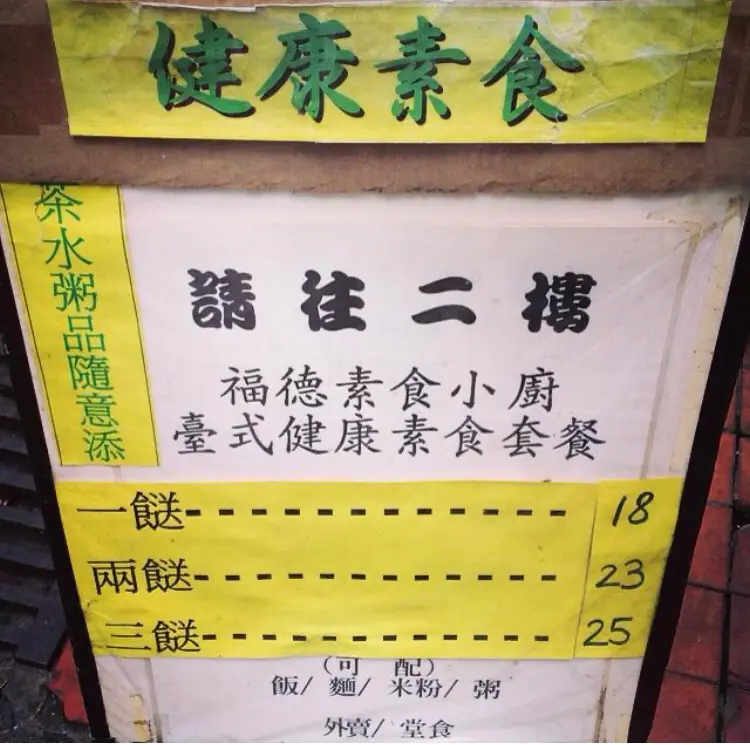 健康素食
茶水粥品隨意添
請往二樓
福德素食小廚
臺式健康素食套餐
一餸------------- 18
兩餸------------- 23
三餸------------- 25
(可 配)
飯/ 麵/ 米粉/ 粥
外賣/ 堂食